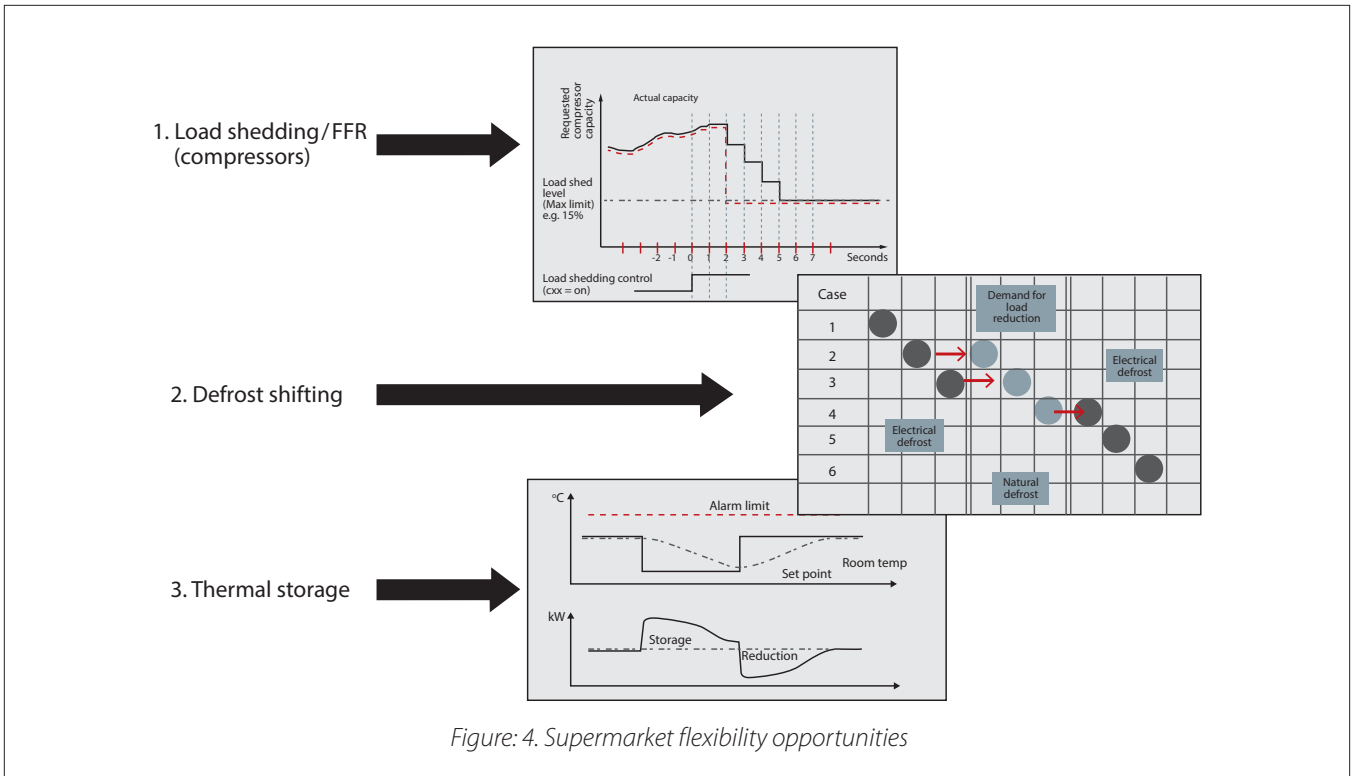 1. Load shedding/FFR
(compressors)
Requested
compressor
capacity
Actual capacity
Load shed
level
(Max limit)
e.g. 15%
-2 -1 0 1 2 3 4 5 6 7 Seconds
Load shedding control
(cxx = on)
2. Defrost shifting
Case
1
2
3
4
5
6
Demand for
load
reduction
Electrical
defrost
Electrical
defrost
Natural
defrost
3. Thermal storage
°C
Alarm limit
Room temp
Set point
kW
Storage
Reduction
Figure: 4. Supermarket flexibility opportunities